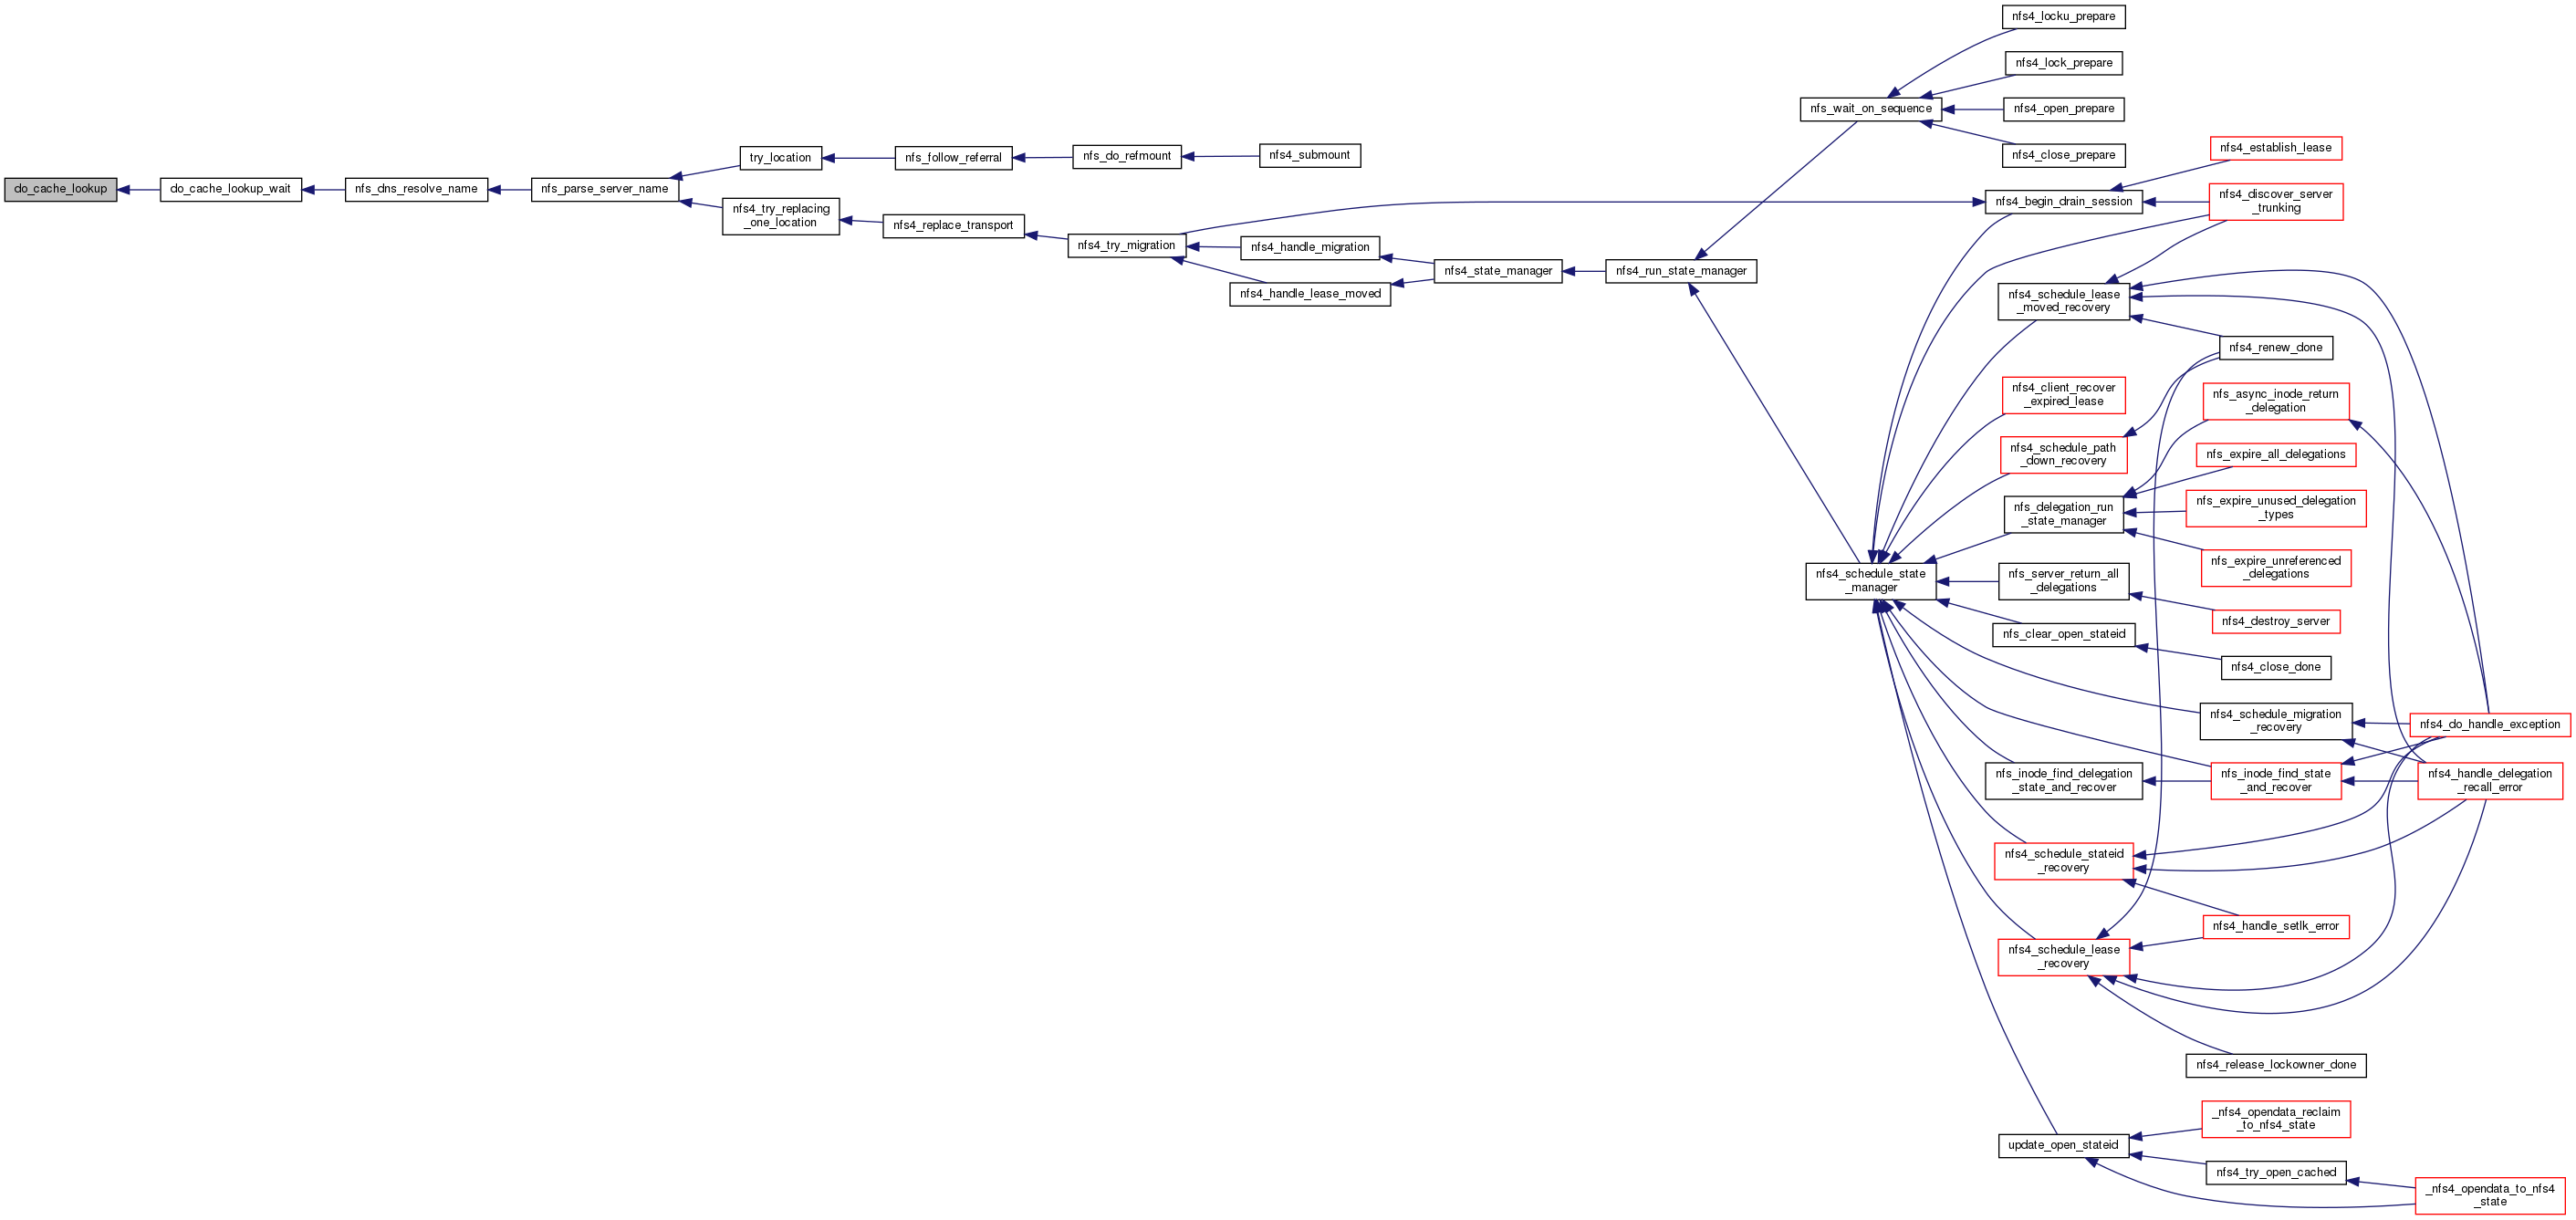 nfs4_locku_prepare
nfs4_lock_prepare
nfs_wait_on_sequence
nfs4_open_prepare
nfs4_close_prepare
nfs4_establish_lease
try_location
nfs_follow_referral
nfs_do_refmount
nfs4_submount
do_cache_lookup
do_cache_lookup_wait
nfs_dns_resolve_name
nfs_parse_server_name
nfs4_try_replacing
_one_location
nfs4_replace_transport
nfs4_try_migration
nfs4_handle_migration
nfs4_handle_lease_moved
nfs4_state_manager
nfs4_run_state_manager
nfs4_begin_drain_session
nfs4_discover_server
_trunking
nfs4_schedule_lease
_moved_recovery
nfs4_renew_done
nfs4_client_recover
_expired_lease
nfs_async_inode_return
_delegation
nfs4_schedule_path
_down_recovery
nfs_expire_all_delegations
nfs_delegation_run
_state_manager
nfs_expire_unused_delegation
_types
nfs_expire_unreferenced
_delegations
nfs4_schedule_state
_manager
nfs_server_return_all
_delegations
nfs4_destroy_server
nfs_clear_open_stateid
nfs4_close_done
nfs4_schedule_migration
_recovery
nfs4_do_handle_exception
nfs_inode_find_delegation
_state_and_recover
nfs_inode_find_state
_and_recover
nfs4_handle_delegation
_recall_error
nfs4_schedule_stateid
_recovery
nfs4_handle_setlk_error
nfs4_schedule_lease
_recovery
nfs4_release_lockowner_done
_nfs4_opendata_reclaim
_to_nfs4_state
update_open_stateid
nfs4_try_open_cached
_nfs4_opendata_to_nfs4
_state